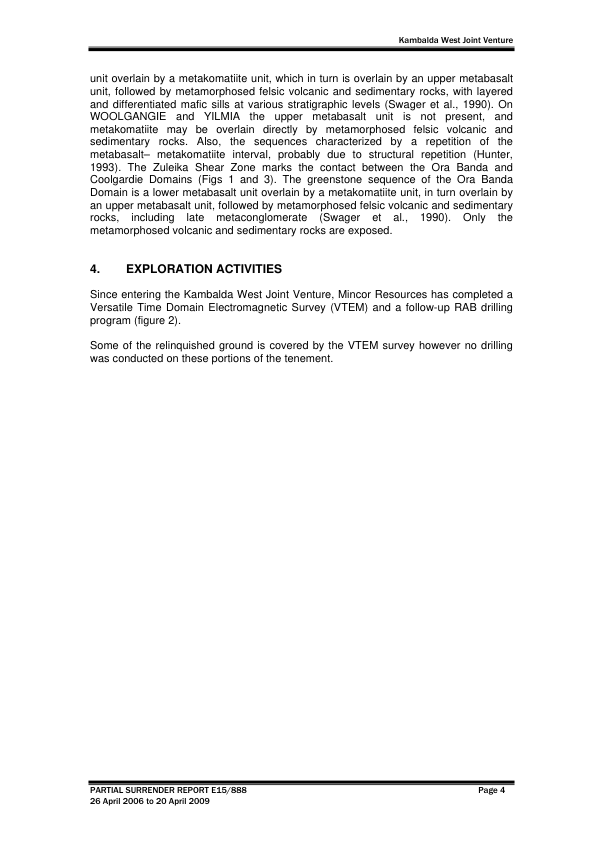 Kambalda West Joint Venture
unit overlain by a metakomatiite unit, which in turn is overlain by an upper metabasalt
unit, followed by metamorphosed felsic volcanic and sedimentary rocks, with layered
and differentiated mafic sills at various stratigraphic levels (Swager et al., 1990). On
WOOLGANGIE and YILMIA the upper metabasalt unit is not present, and
metakomatiite may be overlain directly by metamorphosed felsic volcanic and
sedimentary rocks. Also, the sequences characterized by a repetition of the
metabasalt– metakomatiite interval, probably due to structural repetition (Hunter,
1993). The Zuleika Shear Zone marks the contact between the Ora Banda and
Coolgardie Domains (Figs 1 and 3). The greenstone sequence of the Ora Banda
Domain is a lower metabasalt unit overlain by a metakomatiite unit, in turn overlain by
an upper metabasalt unit, followed by metamorphosed felsic volcanic and sedimentary
rocks, including late metaconglomerate (Swager et al., 1990). Only the
metamorphosed volcanic and sedimentary rocks are exposed.
4. EXPLORATION ACTIVITIES
Since entering the Kambalda West Joint Venture, Mincor Resources has completed a
Versatile Time Domain Electromagnetic Survey (VTEM) and a follow-up RAB drilling
program (figure 2).
Some of the relinquished ground is covered by the VTEM survey however no drilling
was conducted on these portions of the tenement.
PARTIAL SURRENDER REPORT E15/888 Page 4
26 April 2006 to 20 April 2009